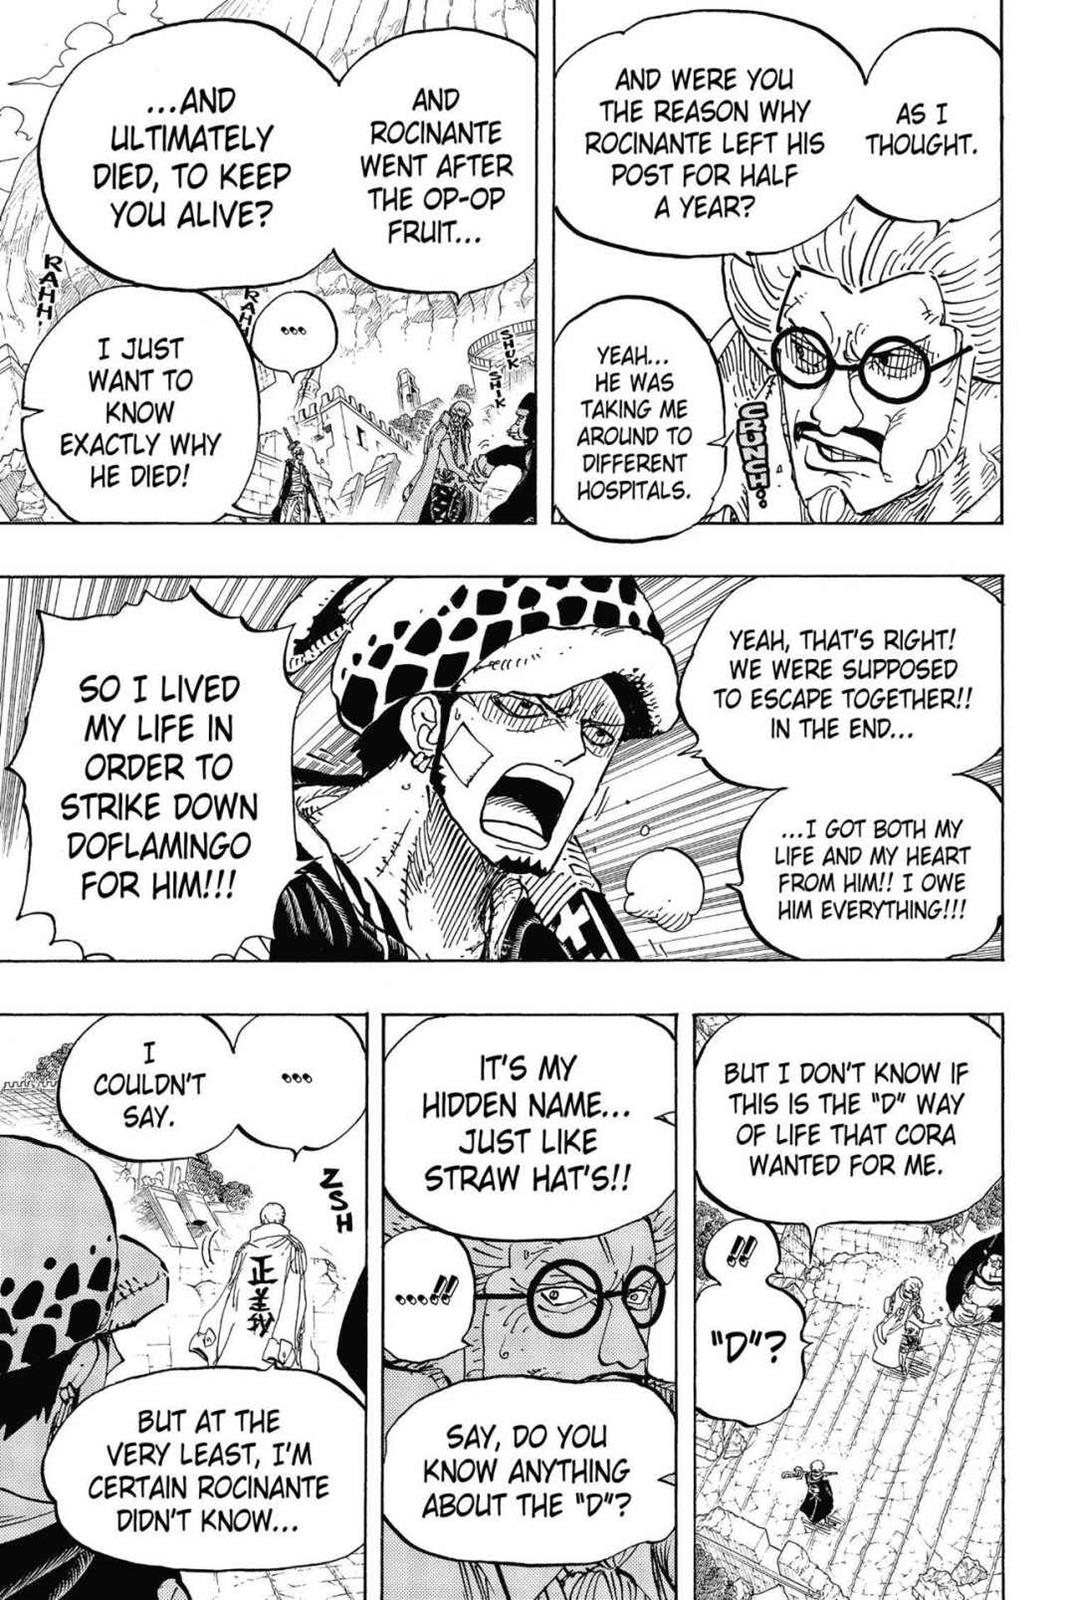 AS I
THOUGHT.
AND WERE YOU
THE REASON WHY
ROCINANTE LEFT HIS
POST FOR HALF
A YEAR?
YEAH...
HE WAS
TAKING ME
AROUND TO
DIFFERENT
HOSPITALS.
CRUNCH..
AND
ROCINANTE
WENT AFTER
THE OP-OP
FRUIT...
...AND
ULTIMATELY
DIED, TO KEEP
YOU ALIVE?
SHUK
SHIK
...
RAHH
RAHH!
I JUST
WANT TO
KNOW
EXACTLY WHY
HE DIED!
YEAH, THAT'S RIGHT!
WE WERE SUPPOSED
TO ESCAPE TOGETHER!!
IN THE END...
...I GOT BOTH MY
LIFE AND MY HEART
FROM HIM!! I OWE
HIM EVERYTHING!!!
SO I LIVED
MY LIFE IN
ORDER TO
STRIKE DOWN
DOFLAMINGO
FOR HIM!!!
BUT I DON'T KNOW IF
THIS IS THE "D" WAY
OF LIFE THAT CORA
WANTED FOR ME.
!!
"D"?
IT'S MY
HIDDEN NAME...
JUST LIKE
STRAW HAT'S!!
...!!
SAY, DO YOU
KNOW ANYTHING
ABOUT THE "D"?
...
I
COULDN'T
SAY.
ZSH
正義
BUT AT THE
VERY LEAST, I'M
CERTAIN ROCINANTE
DIDN'T KNOW...